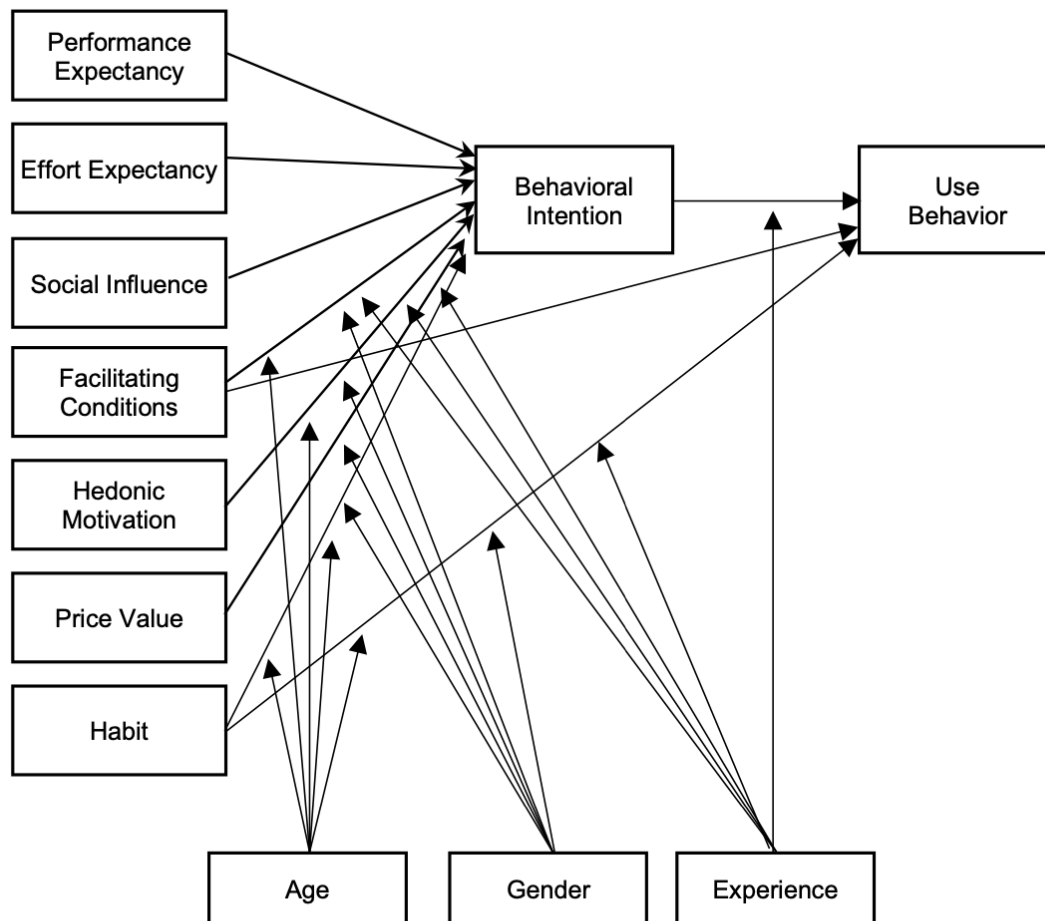 Performance
Expectancy
Effort Expectancy
Social Influence
Facilitating
Conditions
Hedonic
Motivation
Price Value
Habit
Behavioral
Intention
Use
Behavior
Age
Gender
Experience